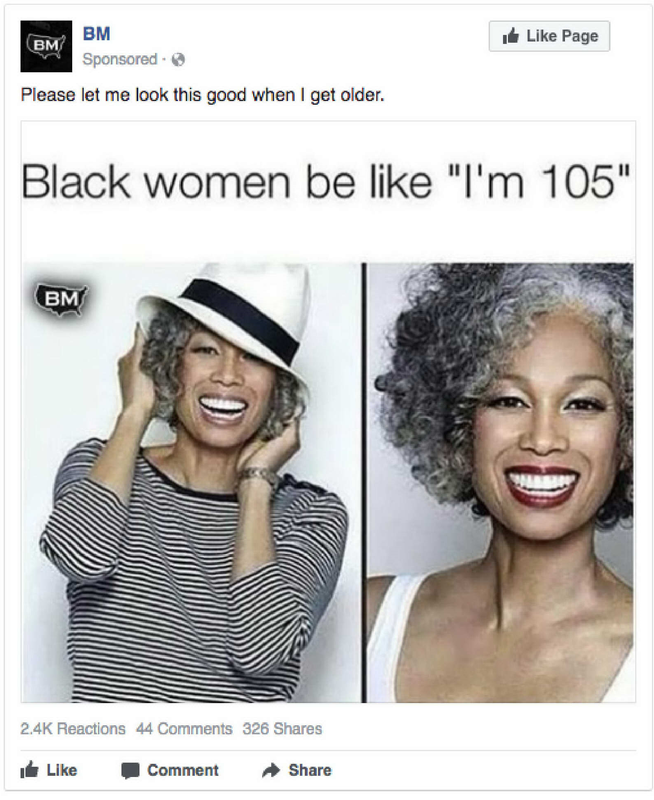 BM
BM
Sponsored ·
Like Page
Please let me look this good when I get older.
Black women be like "I'm 105"
BM
2.4K Reactions 44 Comments 326 Shares
Like Comment Share